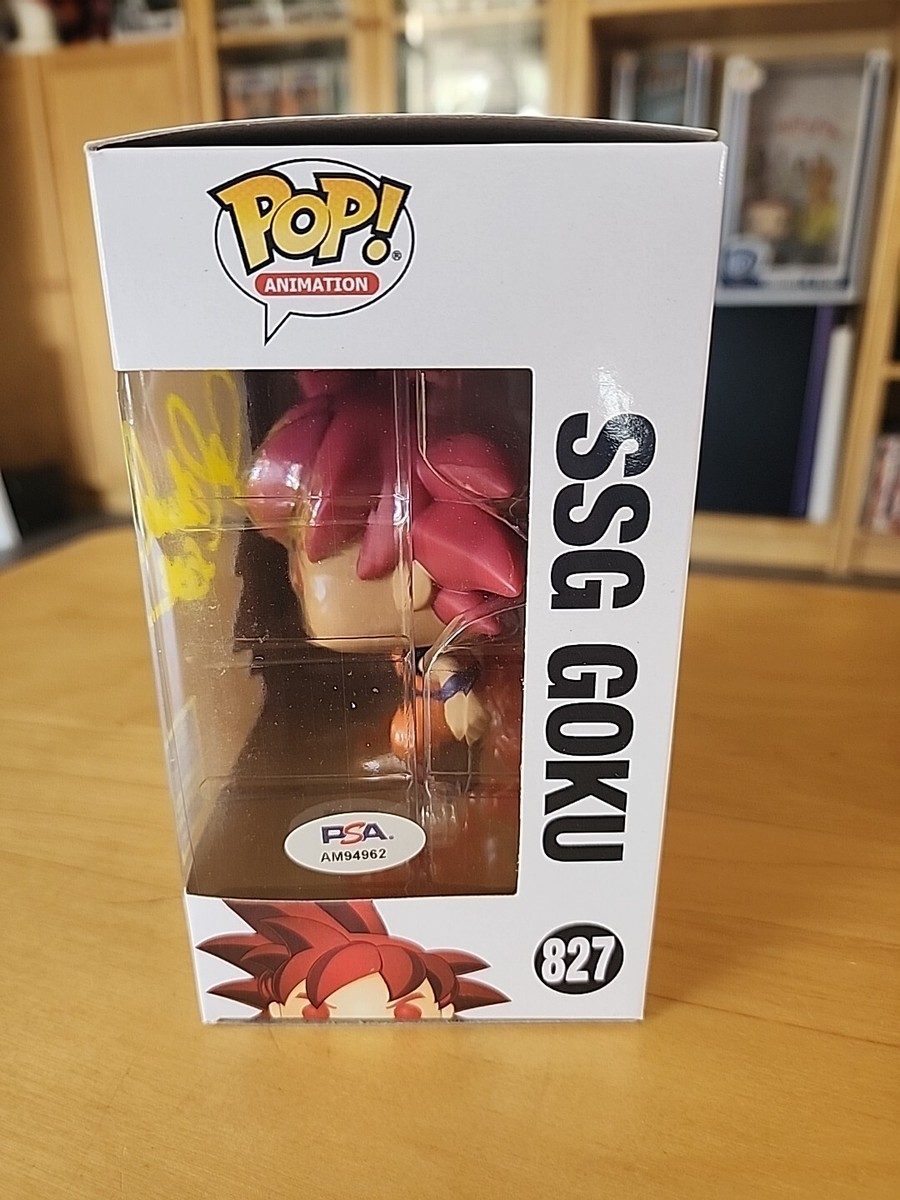 POP!®
ANIMATION
SSG GOKU
PSA®
AM94962
827